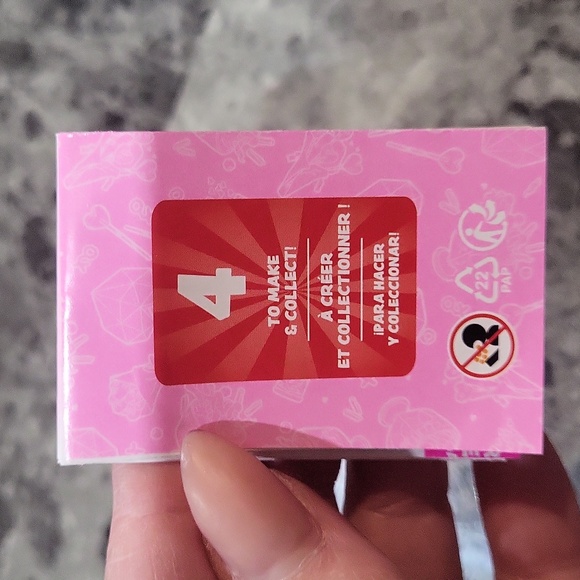 4
TO MAKE
& COLLECT!
À CRÉER
ET COLLECTIONNER !
¡PARA HACER
Y COLECCIONAR!
22
PAP